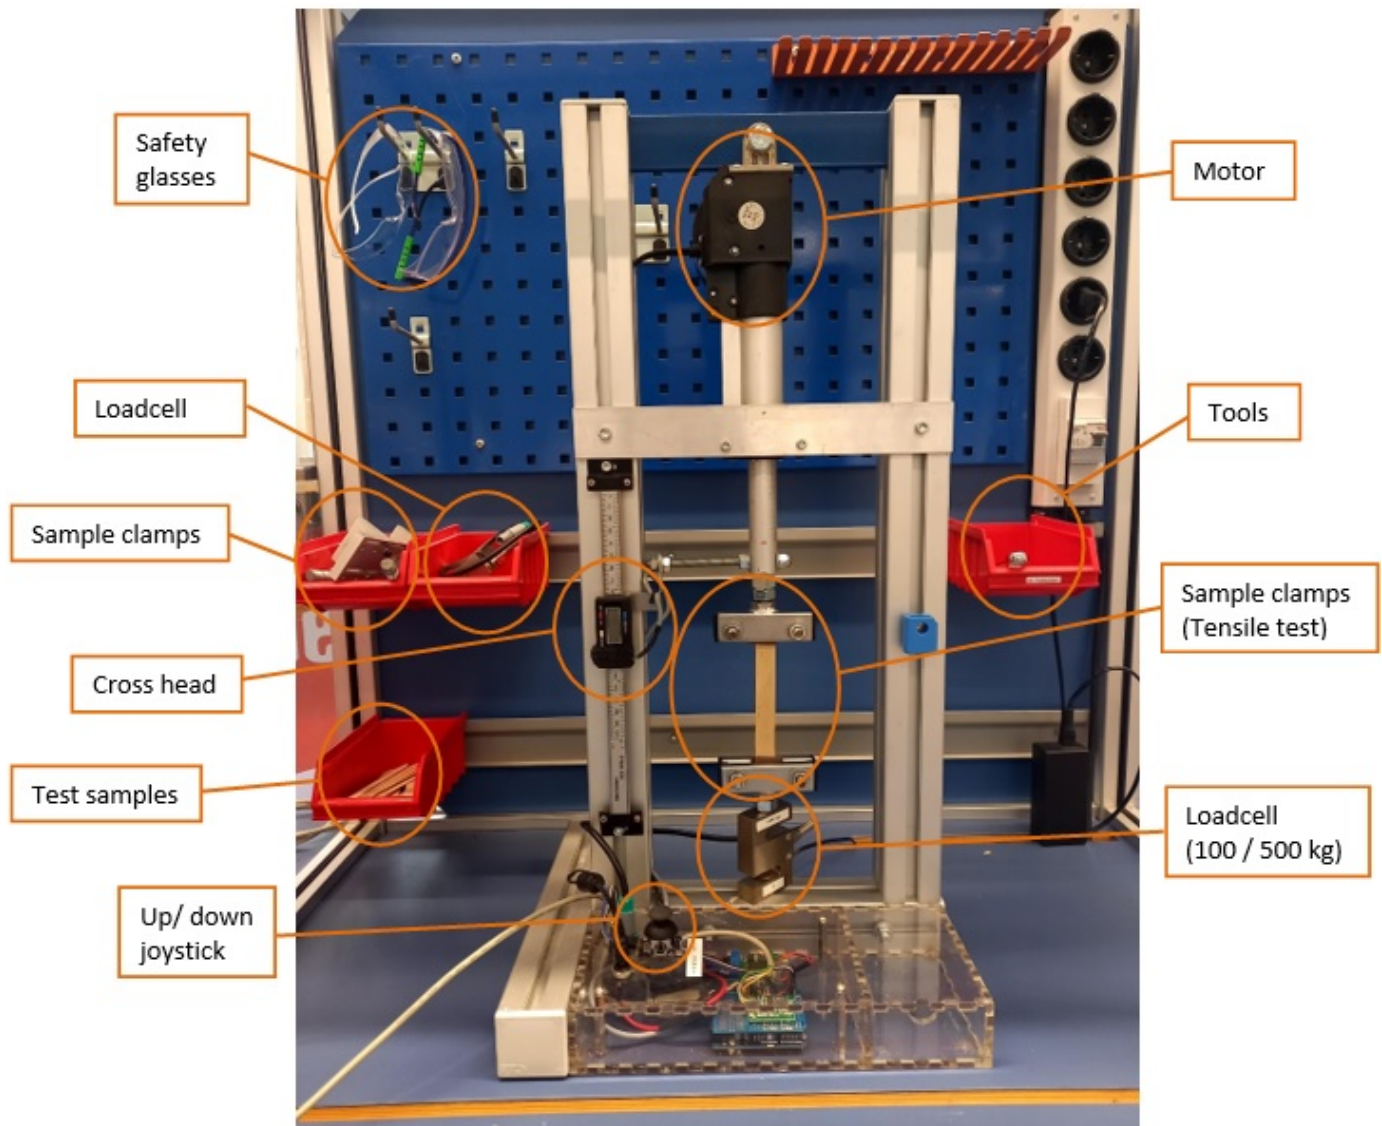 Safety
glasses
Motor
Loadcell
Tools
Sample clamps
Sample clamps
(Tensile test)
Cross head
Test samples
Loadcell
(100 / 500 kg)
Up/ down
joystick